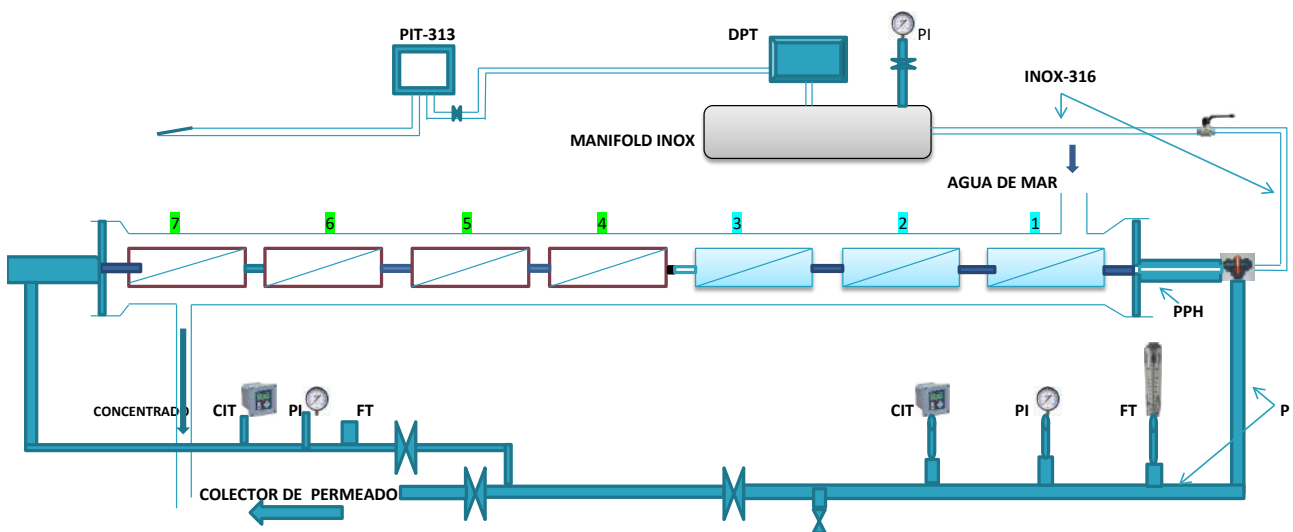 PIT-313
DPT
PI
INOX-316
MANIFOLD INOX
AGUA DE MAR
7
6
5
4
3
2
1
PPH
CONCENTRADO
CIT
PI
FT
CIT
PI
FT
P
COLECTOR DE PERMEADO